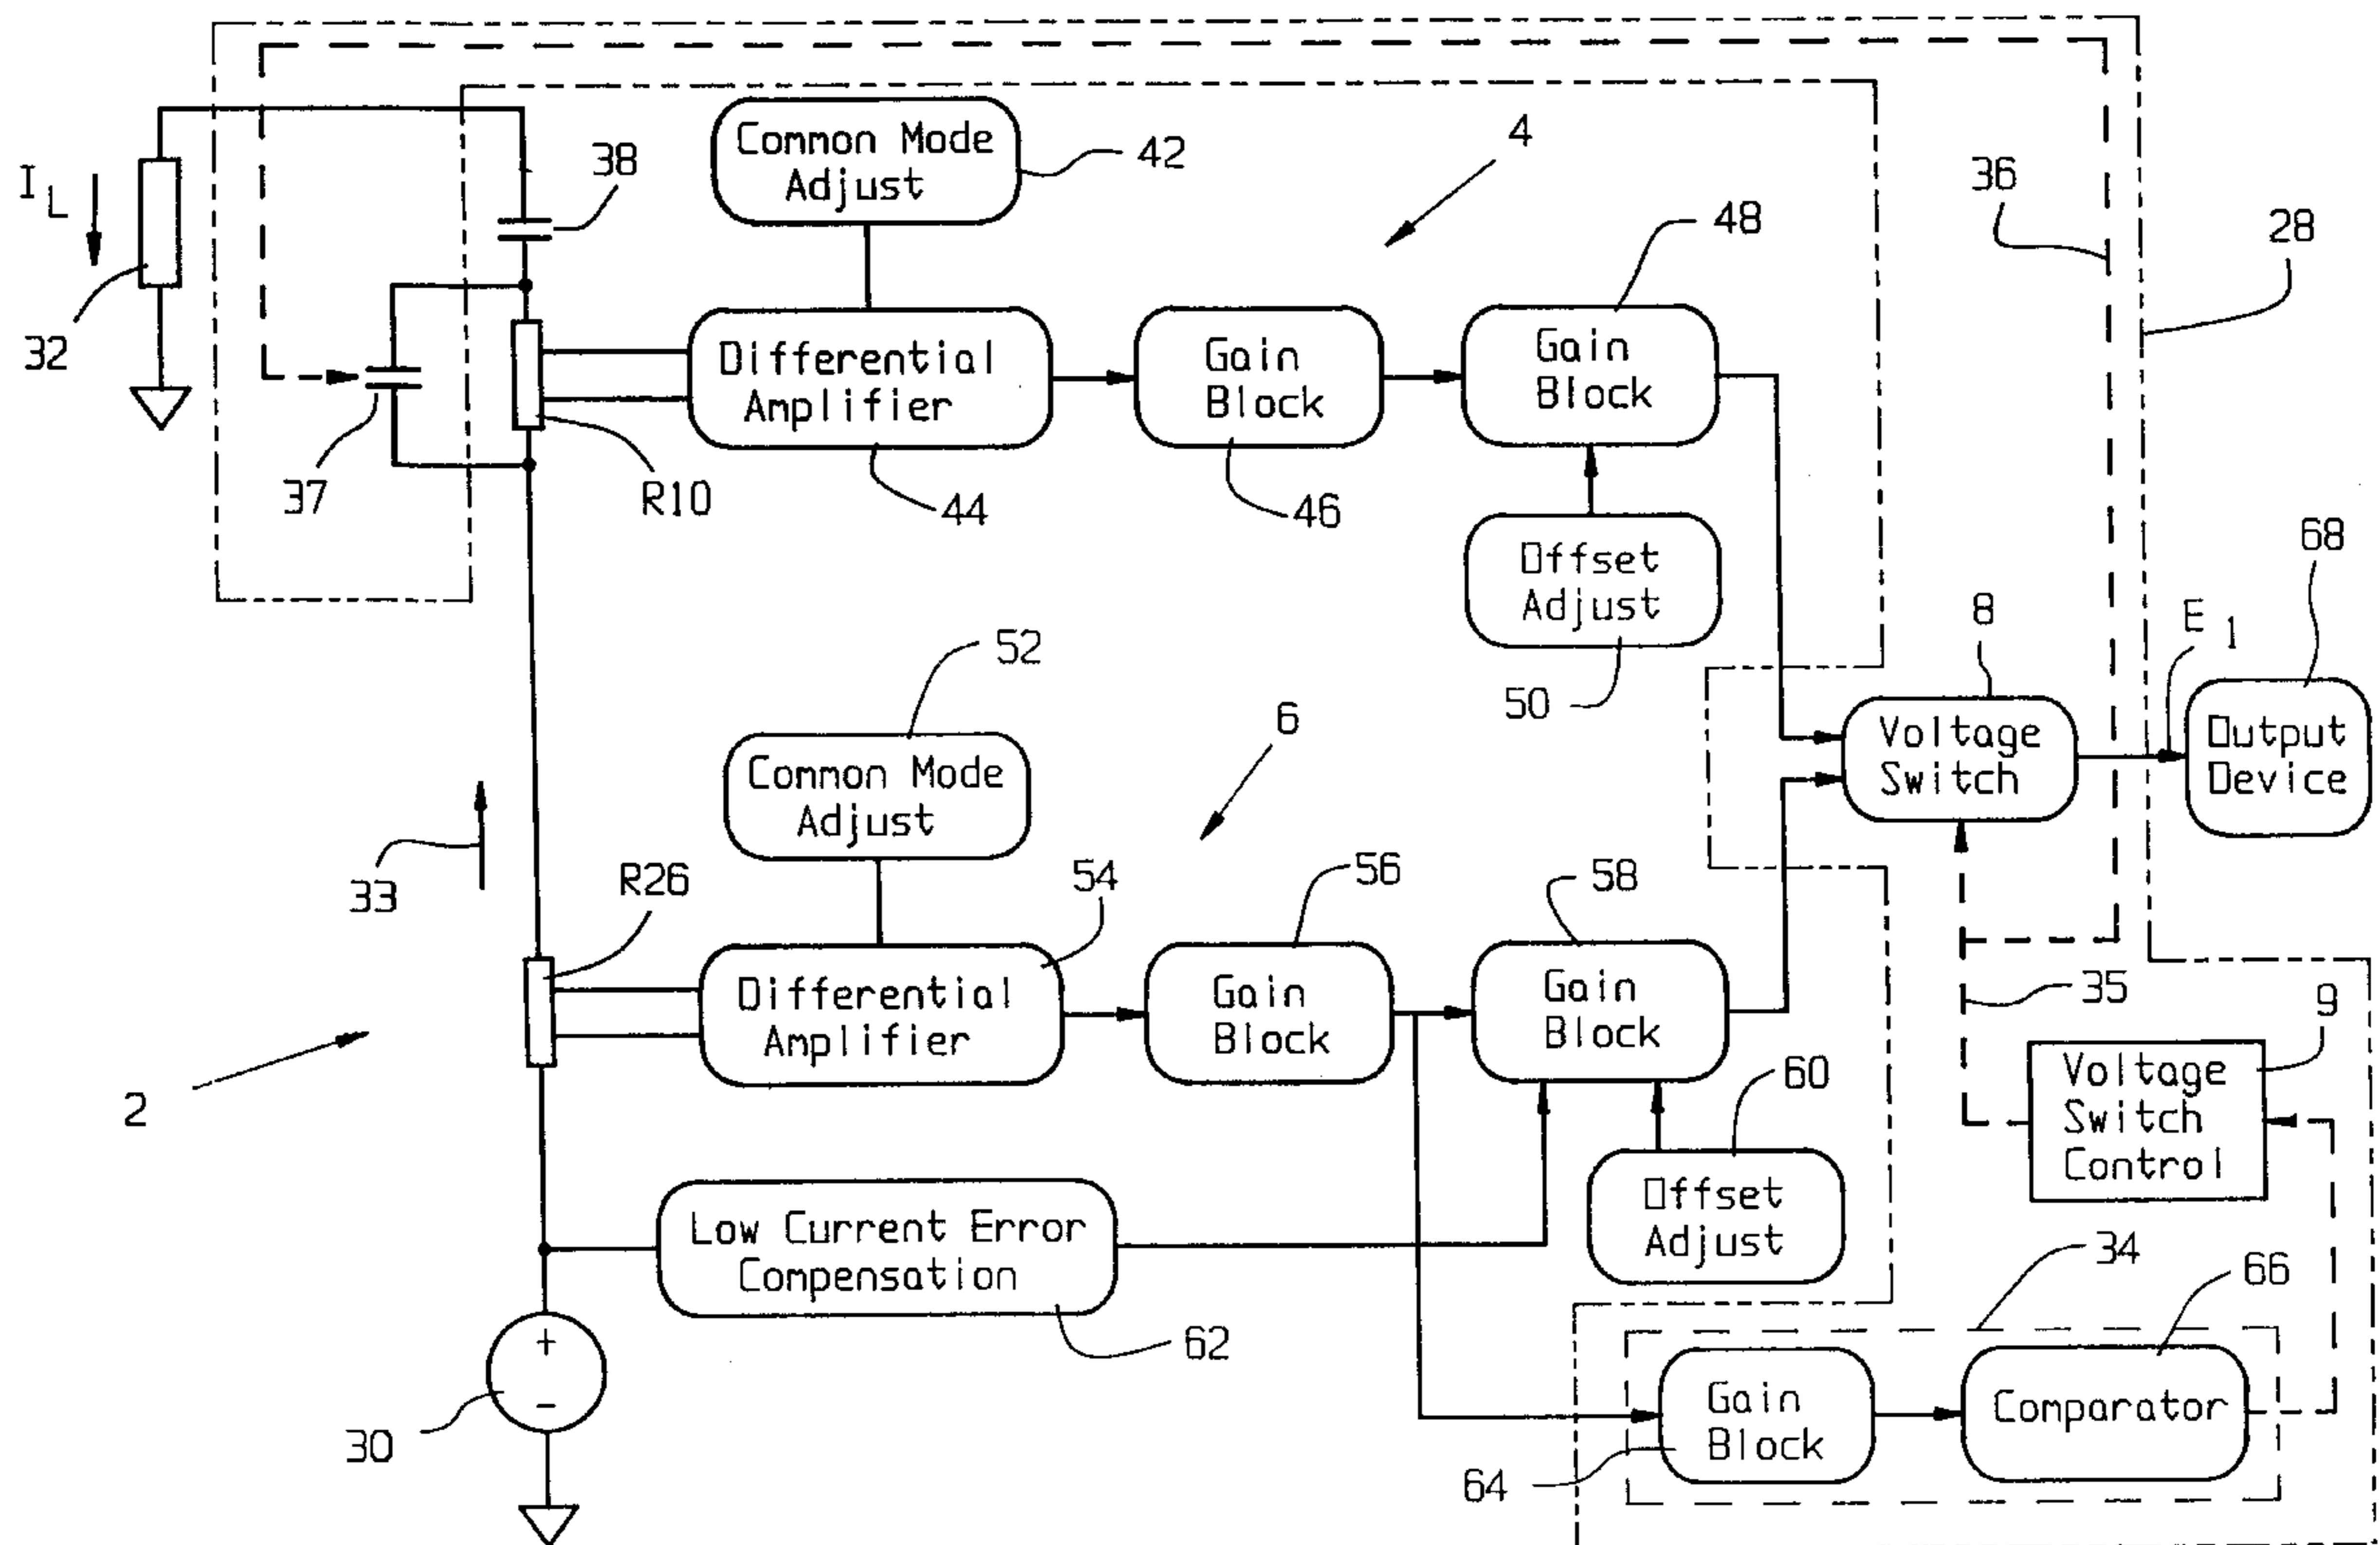 Common Mode
Adjust
42
4
38
I L
36
48
28
32
Differential
Amplifier
Gain
Block
Gain
Block
37
R10
44
46
Offset
Adjust
50
68
8
E 1
52
6
Common Mode
Adjust
Voltage
Switch
Output
Device
33
R26
54
56
58
35
9
2
Differential
Amplifier
Gain
Block
Gain
Block
60
Voltage
Switch
Control
Low Current Error
Compensation
Offset
Adjust
34
66
62
+
-
30
Gain
Block
Comparator
64